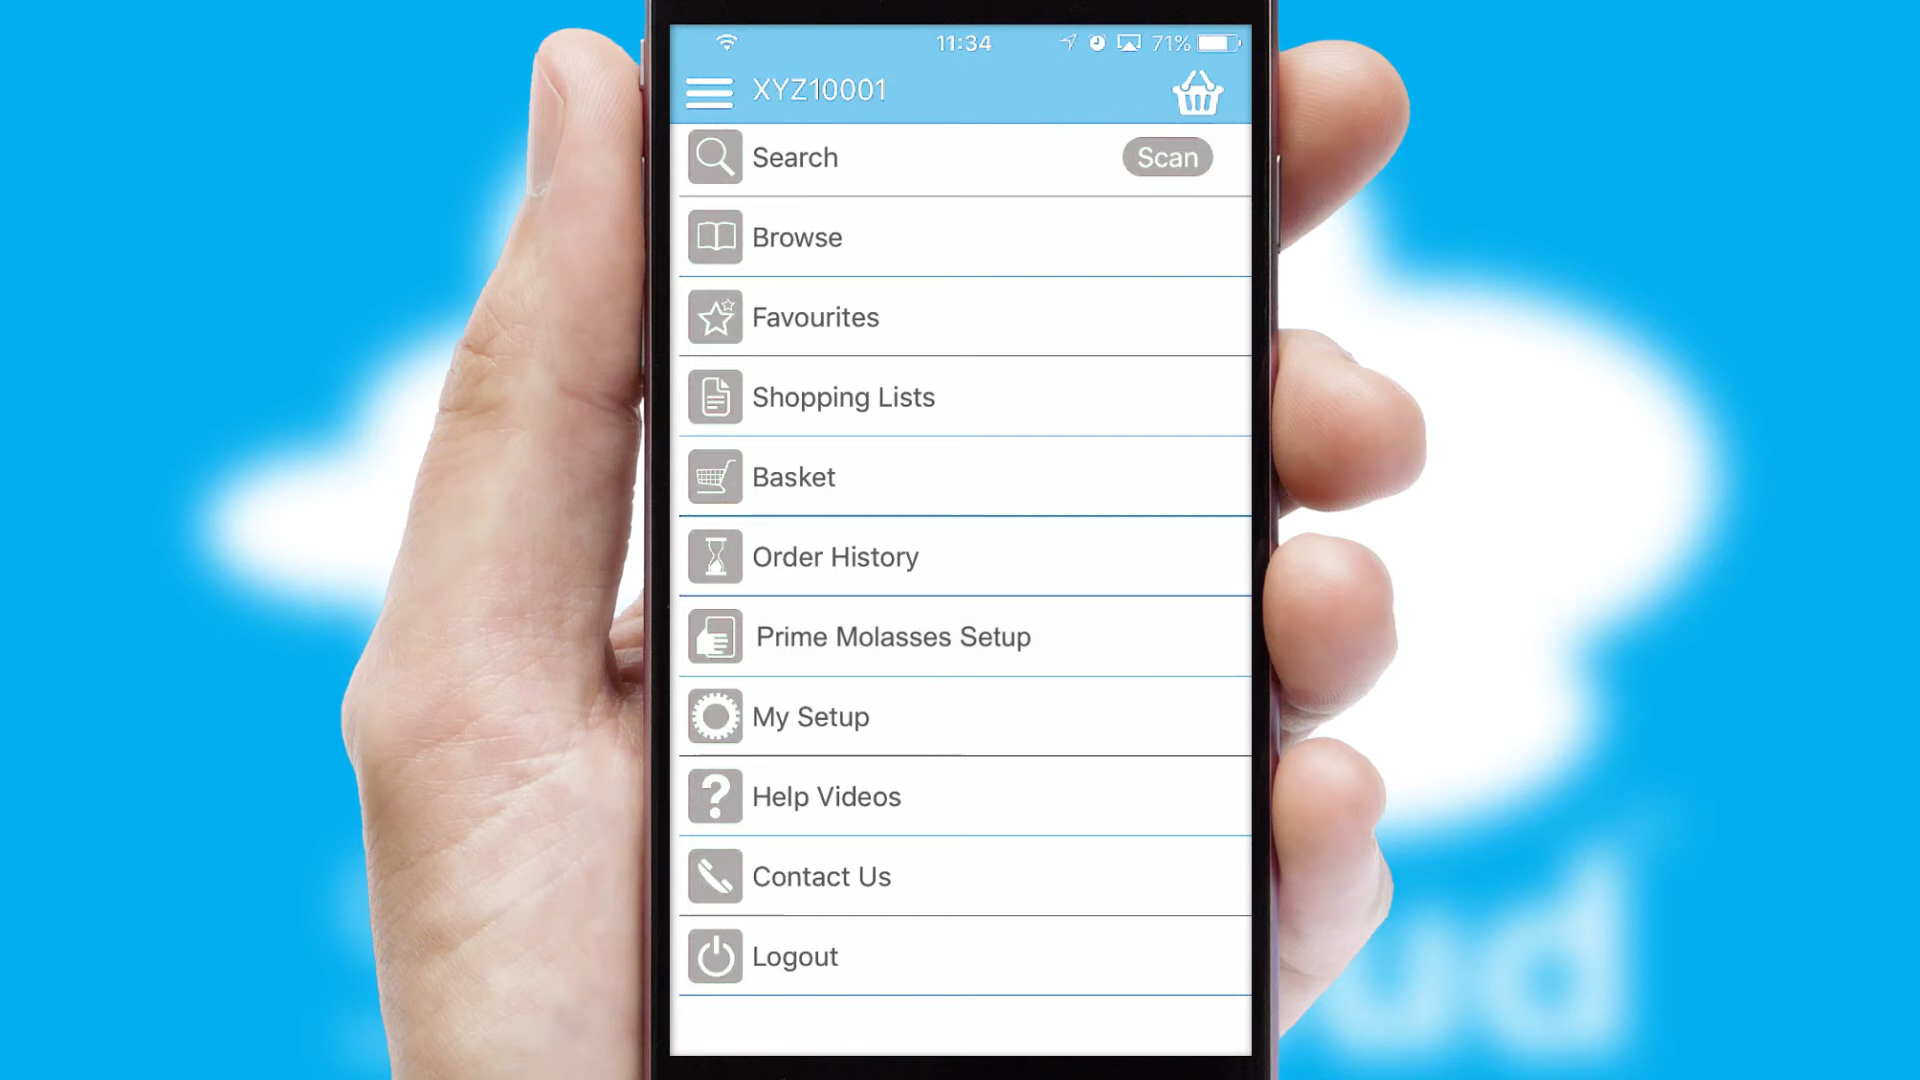 11:34
71%
XYZ10001
Search
Scan
Browse
Favourites
Shopping Lists
Basket
Order History
Prime Molasses Setup
My Setup
Help Videos
Contact Us
Logout